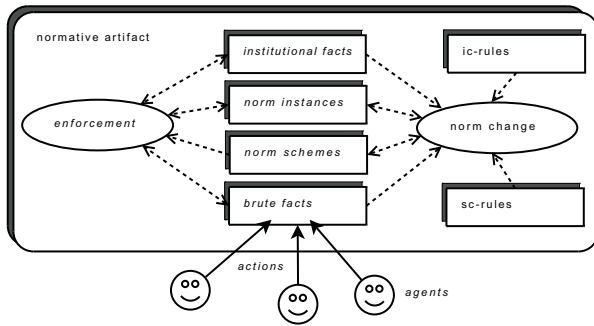 normative artifact
institutional facts
ic-rules
norm instances
enforcement
norm change
norm schemes
brute facts
sc-rules
actions
agents